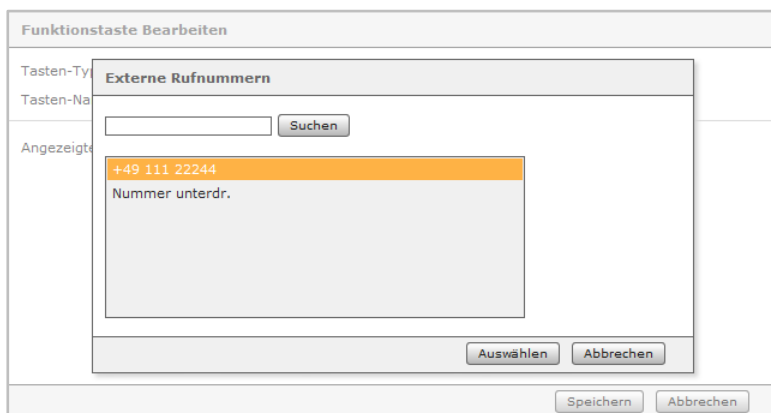 Funktionstaste Bearbeiten
Tasten-Typ
Externe Rufnummern
Tasten-Na
Suchen
Angezeigte
+49 111 22244
Nummer unterdr.
Auswählen Abbrechen
Speichern Abbrechen